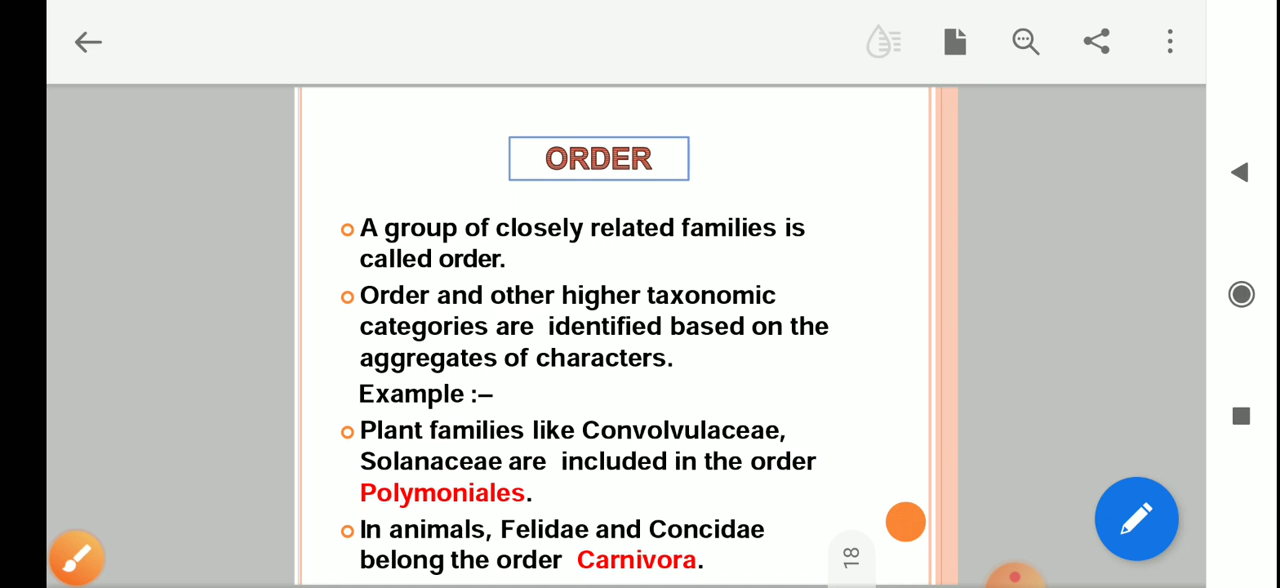 ORDER
A group of closely related families is
called order.
Order and other higher taxonomic
categories are identified based on the
aggregates of characters.
Example :–
Plant families like Convolvulaceae,
Solanaceae are included in the order
Polymoniales.
In animals, Felidae and Concidae
belong the order Carnivora.
18